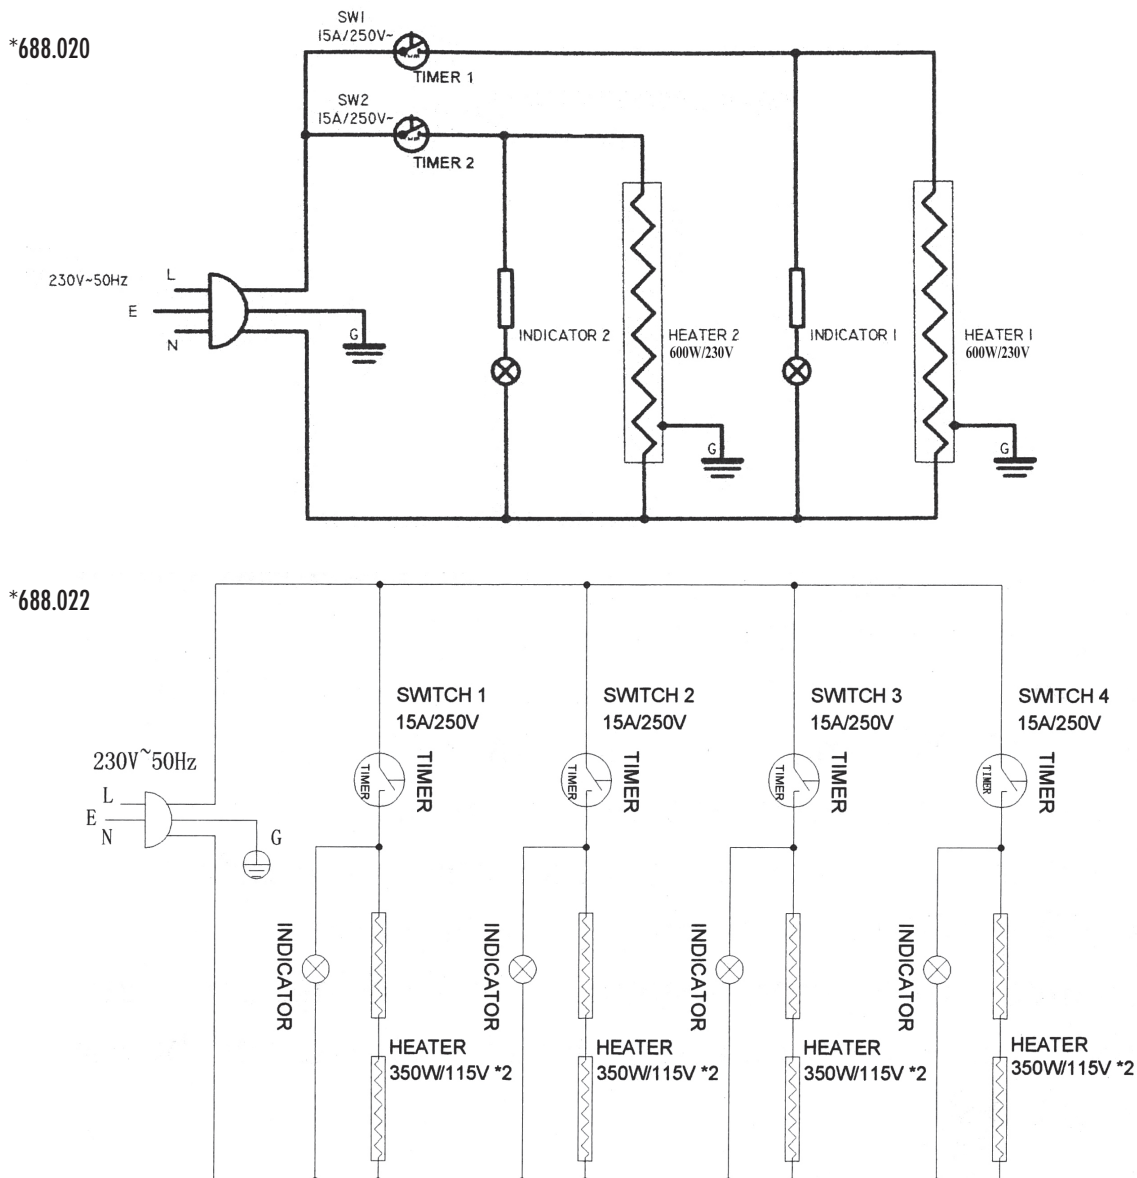 *688.020
SW1
15A/250V~
TIMER 1
SW2
15A/250V~
TIMER 2
230V~50Hz
L
E
N
G
INDICATOR 2
HEATER 2
600W/230V
G
INDICATOR 1
HEATER 1
600W/230V
G
*688.022
SWITCH 1
15A/250V
SWITCH 2
15A/250V
SWITCH 3
15A/250V
SWITCH 4
15A/250V
230V~50Hz
L
E
N
G
TIMER
TIMER
TIMER
TIMER
TIMER
TIMER
TIMER
TIMER
INDICATOR
INDICATOR
INDICATOR
INDICATOR
HEATER
350W/115V *2
HEATER
350W/115V *2
HEATER
350W/115V *2
HEATER
350W/115V *2